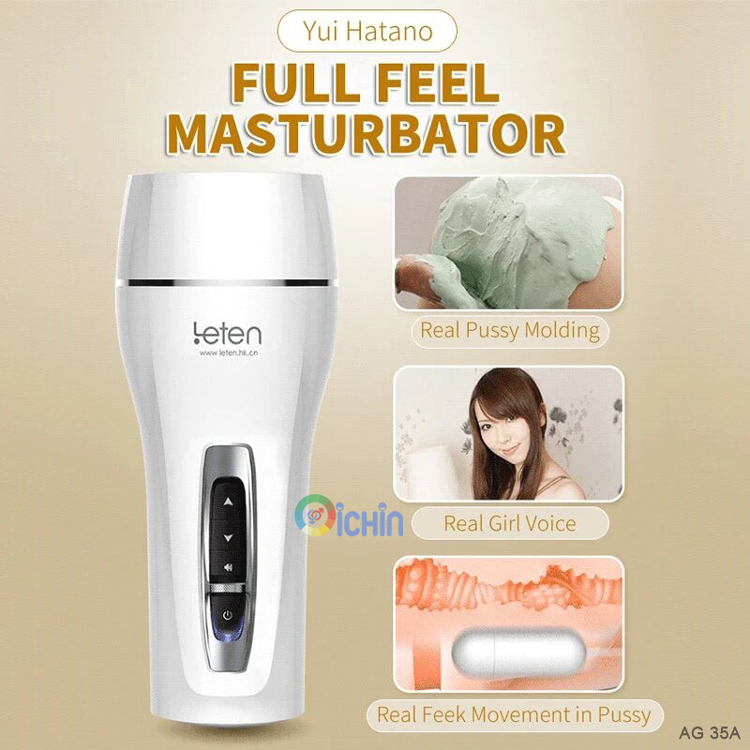 Yui Hatano
FULL FEEL
MASTURBATOR
Real Pussy Molding
Leten
www.leten.hk.cn
Real Girl Voice
Oichin
Real Feek Movement in Pussy
AG 35A